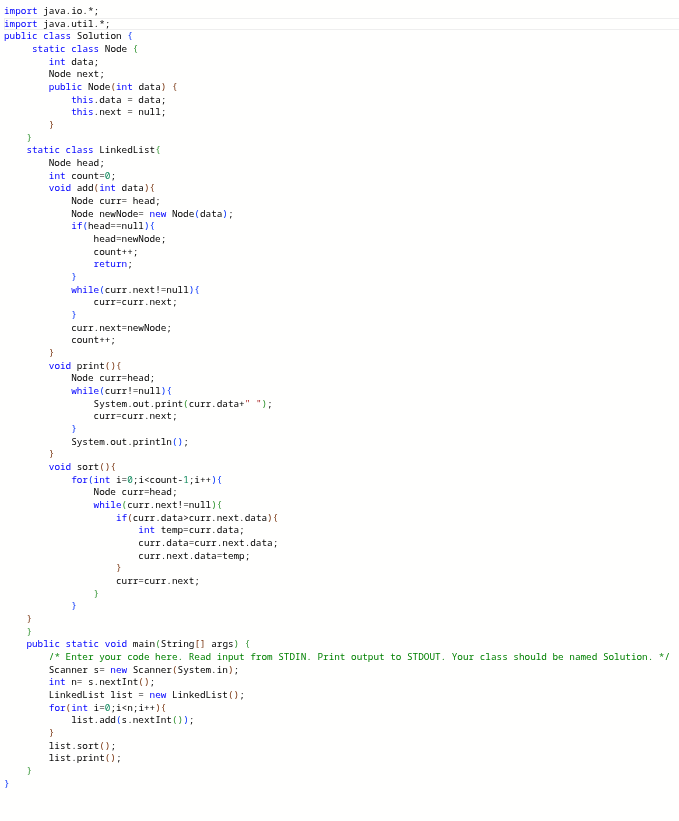 import java.io.*;
import java.util.*;
public class Solution {
     static class Node {
        int data;
        Node next;
        public Node(int data) {
            this.data = data;
            this.next = null;
        }
    }
    static class LinkedList{
        Node head;
        int count=0;
        void add(int data){
            Node curr= head;
            Node newNode= new Node(data);
            if(head==null){
                head=newNode;
                count++;
                return;
            }
            while(curr.next!=null){
                curr=curr.next;
            }
            curr.next=newNode;
            count++;
        }
        void print(){
            Node curr=head;
            while(curr!=null){
                System.out.print(curr.data+" ");
                curr=curr.next;
            }
            System.out.println();
        }
        void sort(){
            for(int i=0;i<count-1;i++){
                Node curr=head;
                while(curr.next!=null){
                    if(curr.data>curr.next.data){
                        int temp=curr.data;
                        curr.data=curr.next.data;
                        curr.next.data=temp;
                    }
                    curr=curr.next;
                }
            }
    }
    }
    public static void main(String[] args) {
        /* Enter your code here. Read input from STDIN. Print output to STDOUT. Your class should be named Solution. */
        Scanner s= new Scanner(System.in);
        int n= s.nextInt();
        LinkedList list = new LinkedList();
        for(int i=0;i<n;i++){
            list.add(s.nextInt());
        }
        list.sort();
        list.print();
    }
}